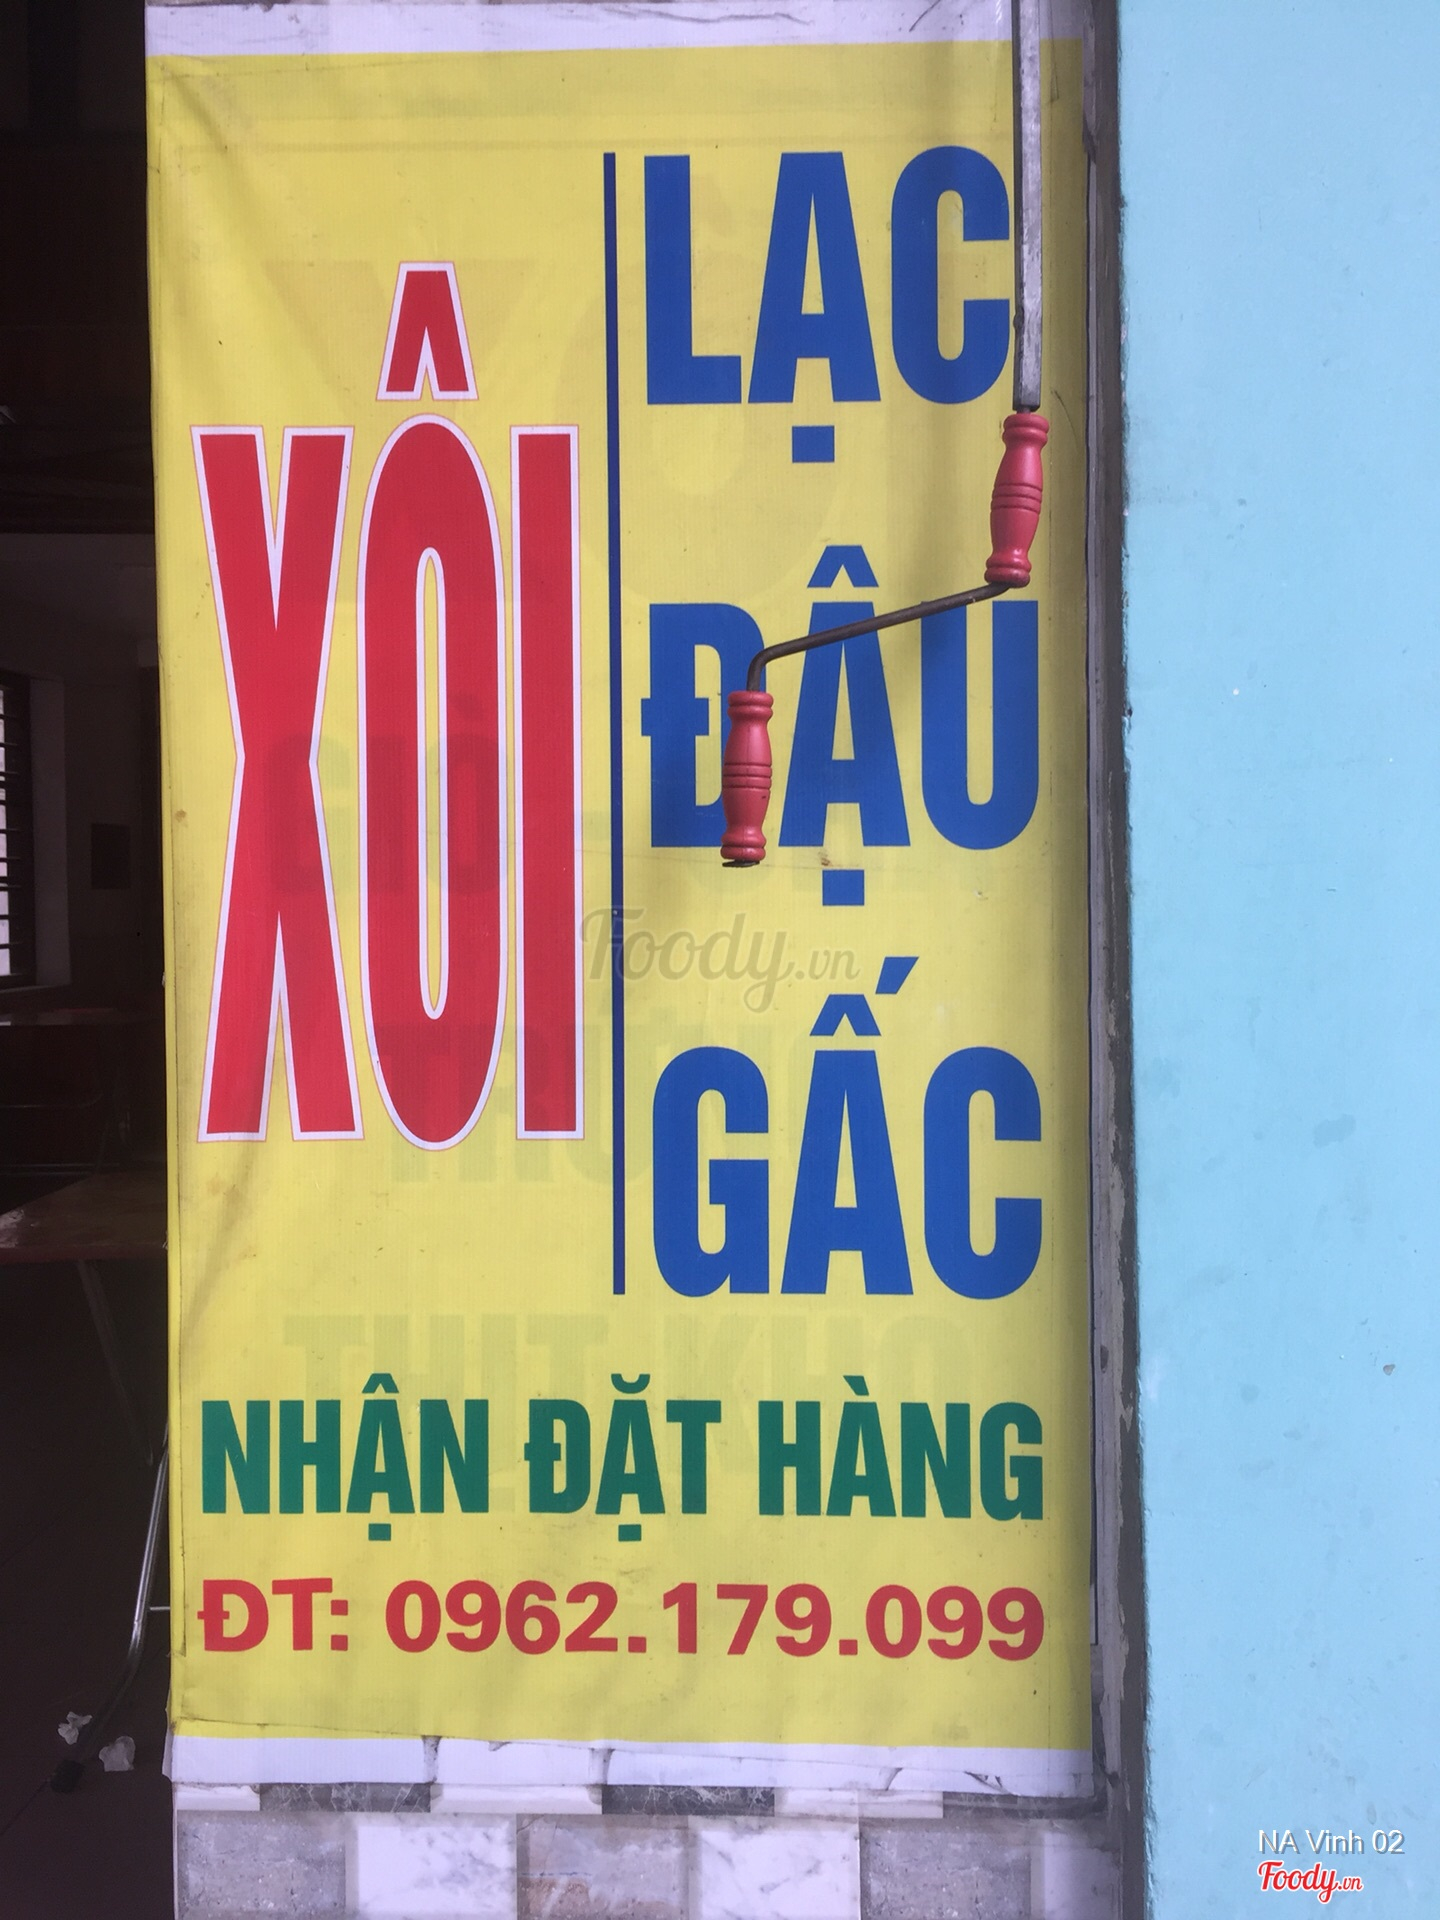 XÔI
LẠC
ĐẬU
GẤC
NHẬN ĐẶT HÀNG
ĐT: 0962.179.099
Foody.vn
NA Vinh 02
Foody.vn